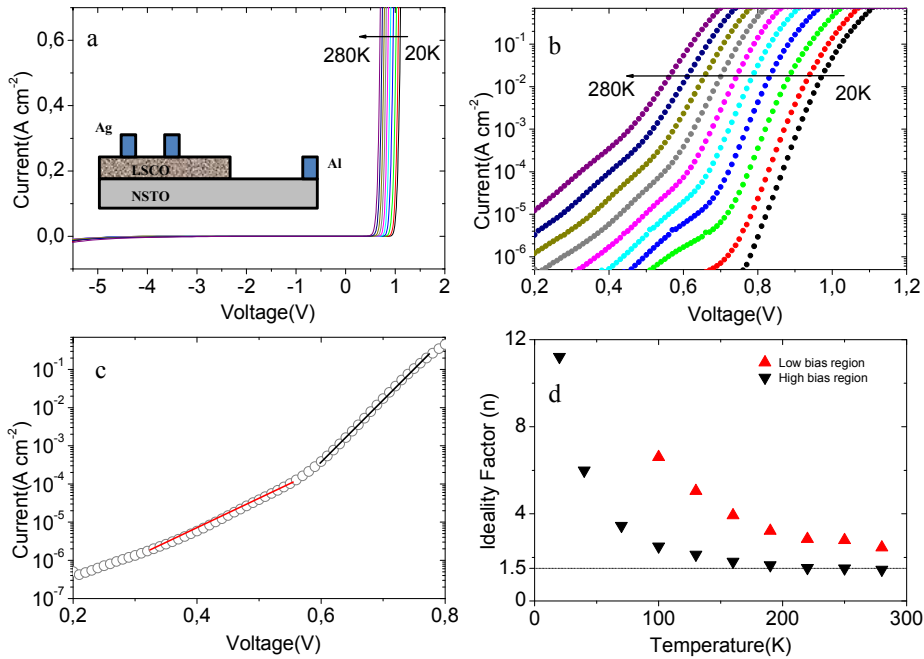 a
280K
20K
Ag
Al
LSCO
NSTO
0,6
0,4
0,2
0,0
-5
-4
-3
-2
-1
0
1
2
Current(A cm-2)
Voltage(V)
b
280K
20K
10-1
10-2
10-3
10-4
10-5
10-6
0,2
0,4
0,6
0,8
1,0
1,2
Current(A cm-2)
Voltage(V)
c
10-1
10-2
10-3
10-4
10-5
10-6
10-7
0,2
0,4
0,6
0,8
Current(A cm-2)
Voltage(V)
d
Low bias region
High bias region
12
8
4
1.5
0
0
100
200
300
Ideality Factor (n)
Temperature(K)